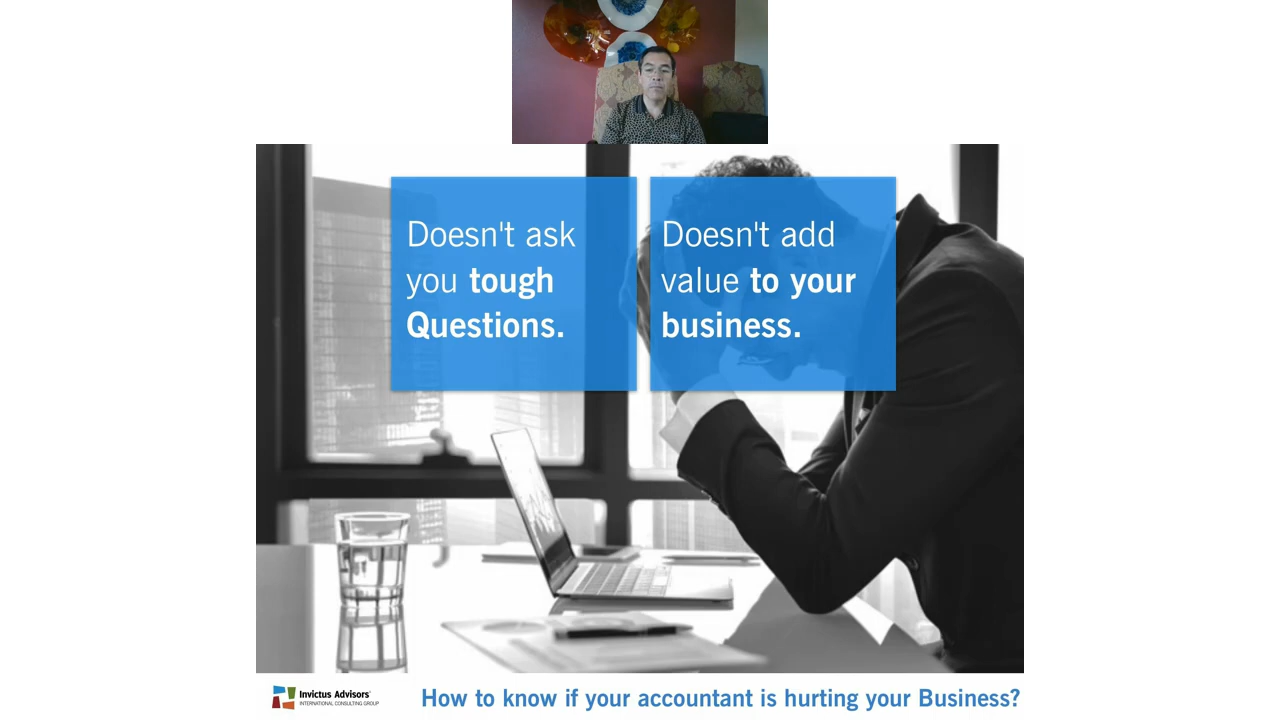 Doesn't ask
you tough
Questions.
Doesn't add
value to your
business.
Invictus Advisors
INTERNATIONAL CONSULTING GROUP
How to know if your accountant is hurting your Business?